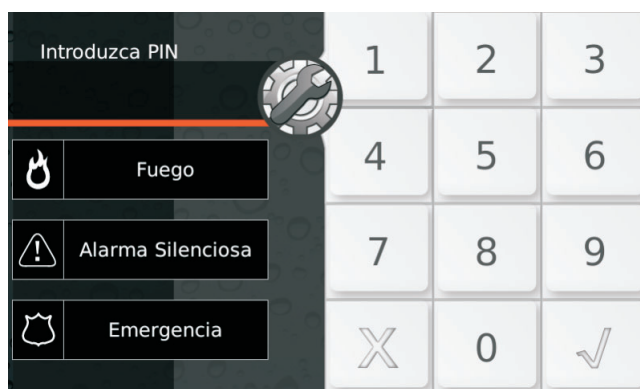 Introduzca PIN
Fuego
Alarma Silenciosa
Emergencia
1 2 3
4 5 6
7 8 9
X 0 √